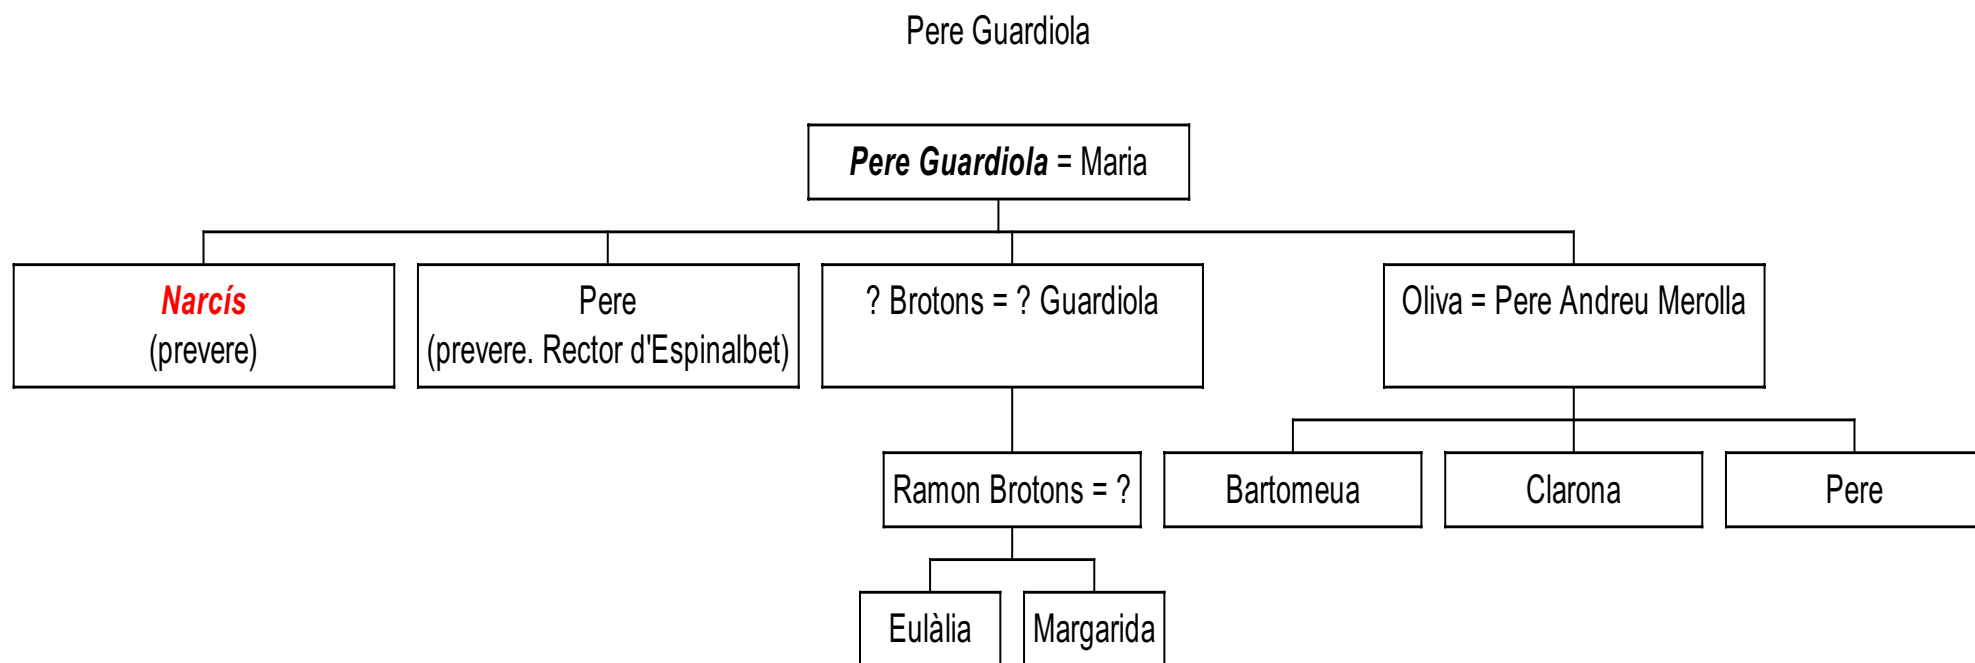 Pere Guardiola
Pere Guardiola = Maria
Narcís
(prevere)
Pere
(prevere. Rector d'Espinalbet)
? Brotons = ? Guardiola
Oliva = Pere Andreu Merolla
Ramon Brotons = ?
Bartomeua
Clarona
Pere
Eulàlia
Margarida